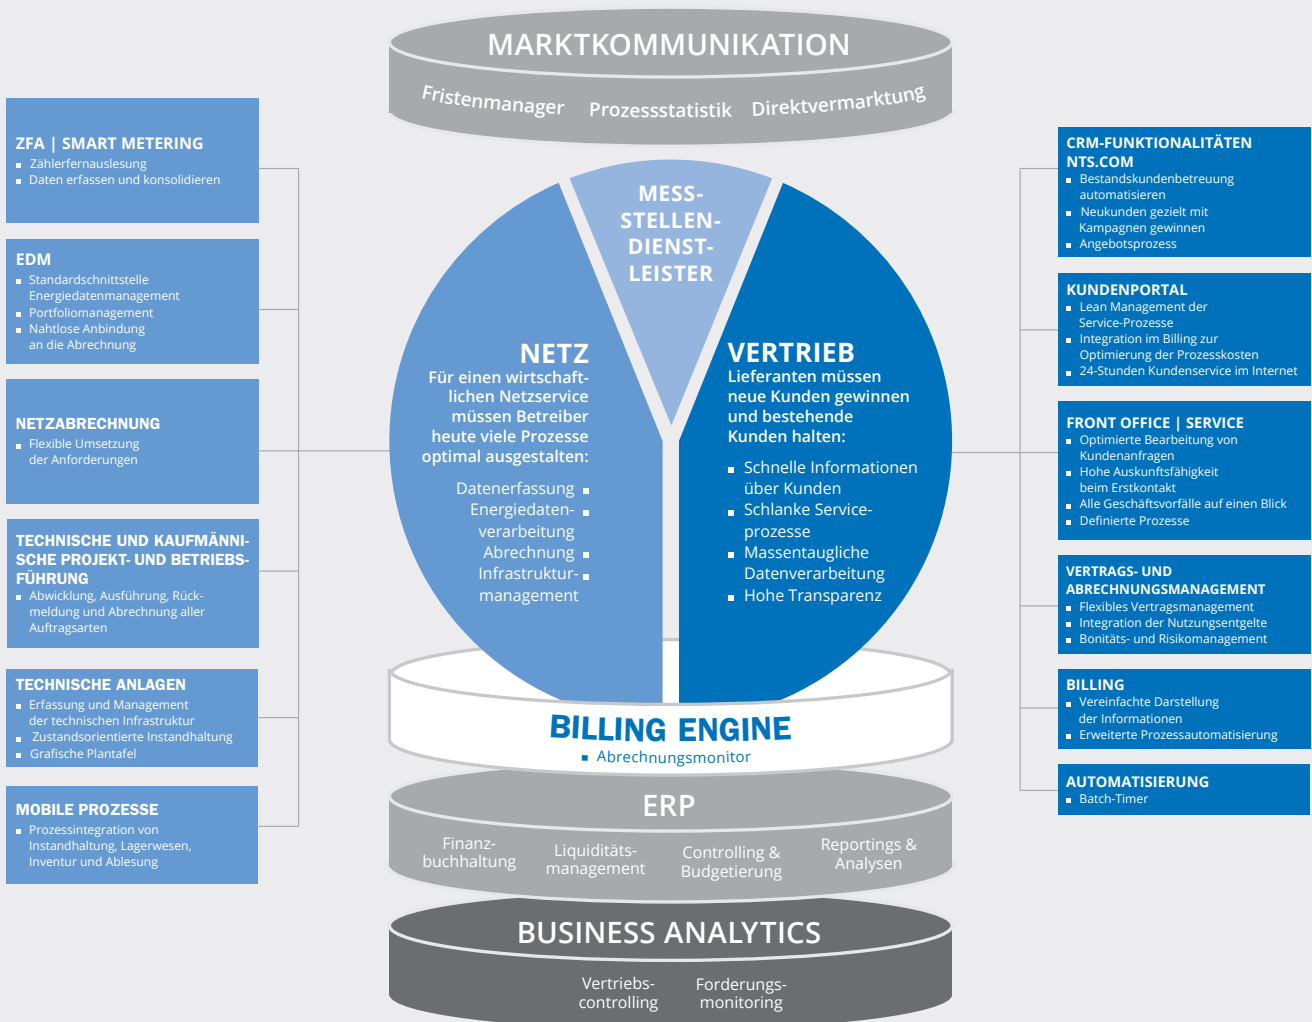 MARKTKOMMUNIKATION
Fristenmanager Prozessstatistik Direktvermarktung
ZFA | SMART METERING
▪ Zählerfernauslesung
▪ Daten erfassen und konsolidieren
EDM
▪ Standardschnittstelle
Energiedatenmanagement
▪ Portfoliomanagement
▪ Nahtlose Anbindung
an die Abrechnung
NETZABRECHNUNG
▪ Flexible Umsetzung
der Anforderungen
TECHNISCHE UND KAUFMÄNNI-
SCHE PROJEKT- UND BETRIEBS-
FÜHRUNG
▪ Abwicklung, Ausführung, Rück-
meldung und Abrechnung aller
Auftragsarten
TECHNISCHE ANLAGEN
▪ Erfassung und Management
der technischen Infrastruktur
▪ Zustandsorientierte Instandhaltung
▪ Grafische Plantafel
MOBILE PROZESSE
▪ Prozessintegration von
Instandhaltung, Lagerwesen,
Inventur und Ablesung
MESS-
STELLEN-
DIENST-
LEISTER
NETZ
Für einen wirtschaft-
lichen Netzservice
müssen Betreiber
heute viele Prozesse
optimal ausgestalten:
Datenerfassung ▪
Energiedaten- ▪
verarbeitung
Abrechnung ▪
Infrastruktur- ▪
management
VERTRIEB
Lieferanten müssen
neue Kunden gewinnen
und bestehende
Kunden halten:
▪ Schnelle Informationen
über Kunden
▪ Schlanke Service-
prozesse
▪ Massentaugliche
Datenverarbeitung
▪ Hohe Transparenz
CRM-FUNKTIONALITÄTEN
NTS.COM
▪ Bestandskundenbetreuung
automatisieren
▪ Neukunden gezielt mit
Kampagnen gewinnen
▪ Angebotsprozess
KUNDENPORTAL
▪ Lean Management der
Service-Prozesse
▪ Integration im Billing zur
Optimierung der Prozesskosten
▪ 24-Stunden Kundenservice im Internet
FRONT OFFICE | SERVICE
▪ Optimierte Bearbeitung von
Kundenanfragen
▪ Hohe Auskunftsfähigkeit
beim Erstkontakt
▪ Alle Geschäftsvorfälle auf einen Blick
▪ Definierte Prozesse
VERTRAGS- UND
ABRECHNUNGSMANAGEMENT
▪ Flexibles Vertragsmanagement
▪ Integration der Nutzungsentgelte
▪ Bonitäts- und Risikomanagement
BILLING
▪ Vereinfachte Darstellung
der Informationen
▪ Erweiterte Prozessautomatisierung
AUTOMATISIERUNG
▪ Batch-Timer
BILLING ENGINE
▪ Abrechnungsmonitor
ERP
Finanz-
buchhaltung
Liquiditäts-
management
Controlling &
Budgetierung
Reportings &
Analysen
BUSINESS ANALYTICS
Vertriebs-
controlling
Forderungs-
monitoring